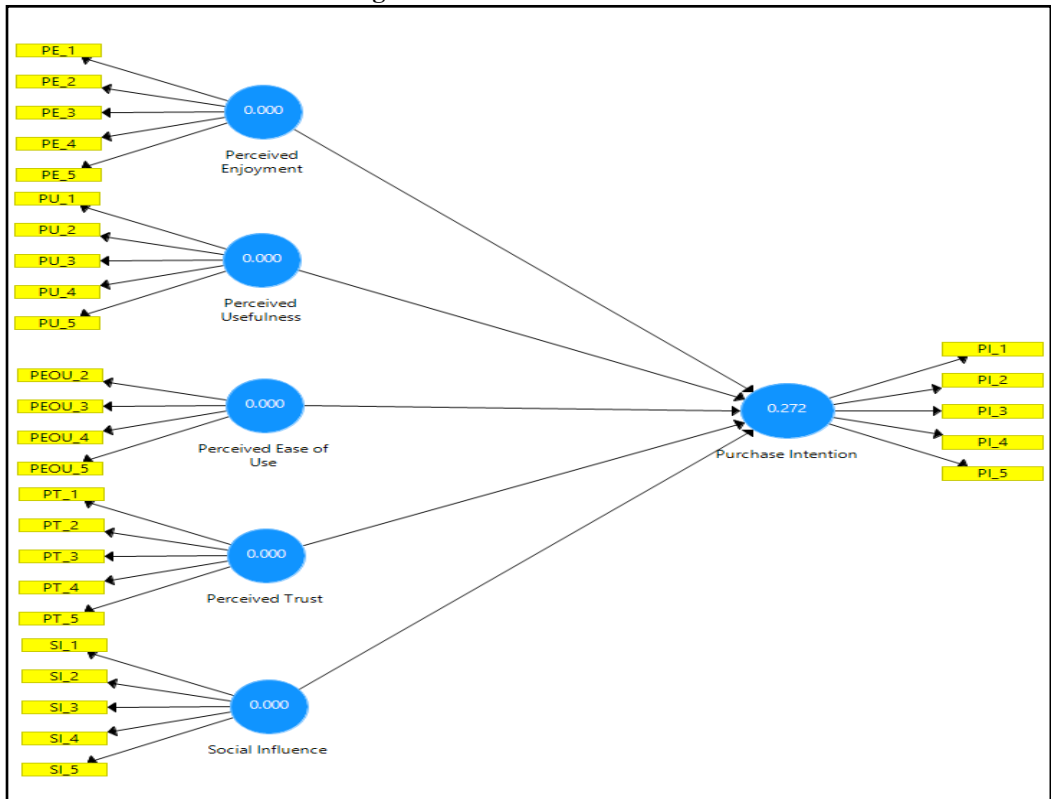 PE_1
PE_2
PE_3
PE_4
PE_5
0.000
Perceived
Enjoyment
PU_1
PU_2
PU_3
PU_4
PU_5
0.000
Perceived
Usefulness
PEOU_2
PEOU_3
PEOU_4
PEOU_5
0.000
Perceived Ease of
Use
PT_1
PT_2
PT_3
PT_4
PT_5
0.000
Perceived Trust
SI_1
SI_2
SI_3
SI_4
SI_5
0.000
Social Influence
0.272
Purchase Intention
PI_1
PI_2
PI_3
PI_4
PI_5